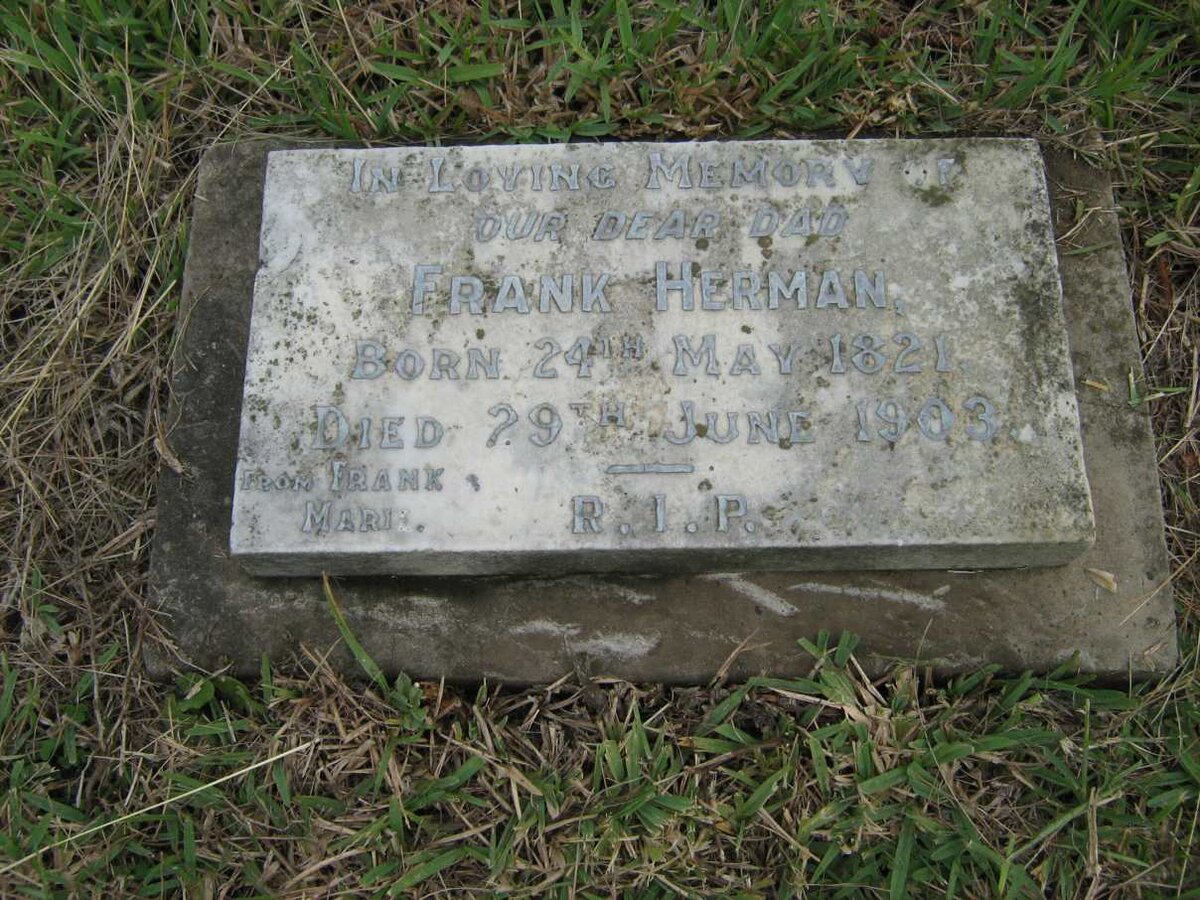 IN LOVING MEMORY OF
OUR DEAR DAD
FRANK HERMAN.
BORN 24TH MAY 1821.
DIED 29TH JUNE 1903.
FROM FRANK &
MARIE.
R.I.P.